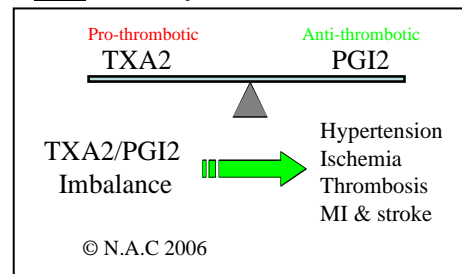 Pro-thrombotic Anti-thrombotic
TXA2 PGI2
TXA2/PGI2
Imbalance
Hypertension
Ischemia
Thrombosis
MI & stroke
© N.A.C 2006